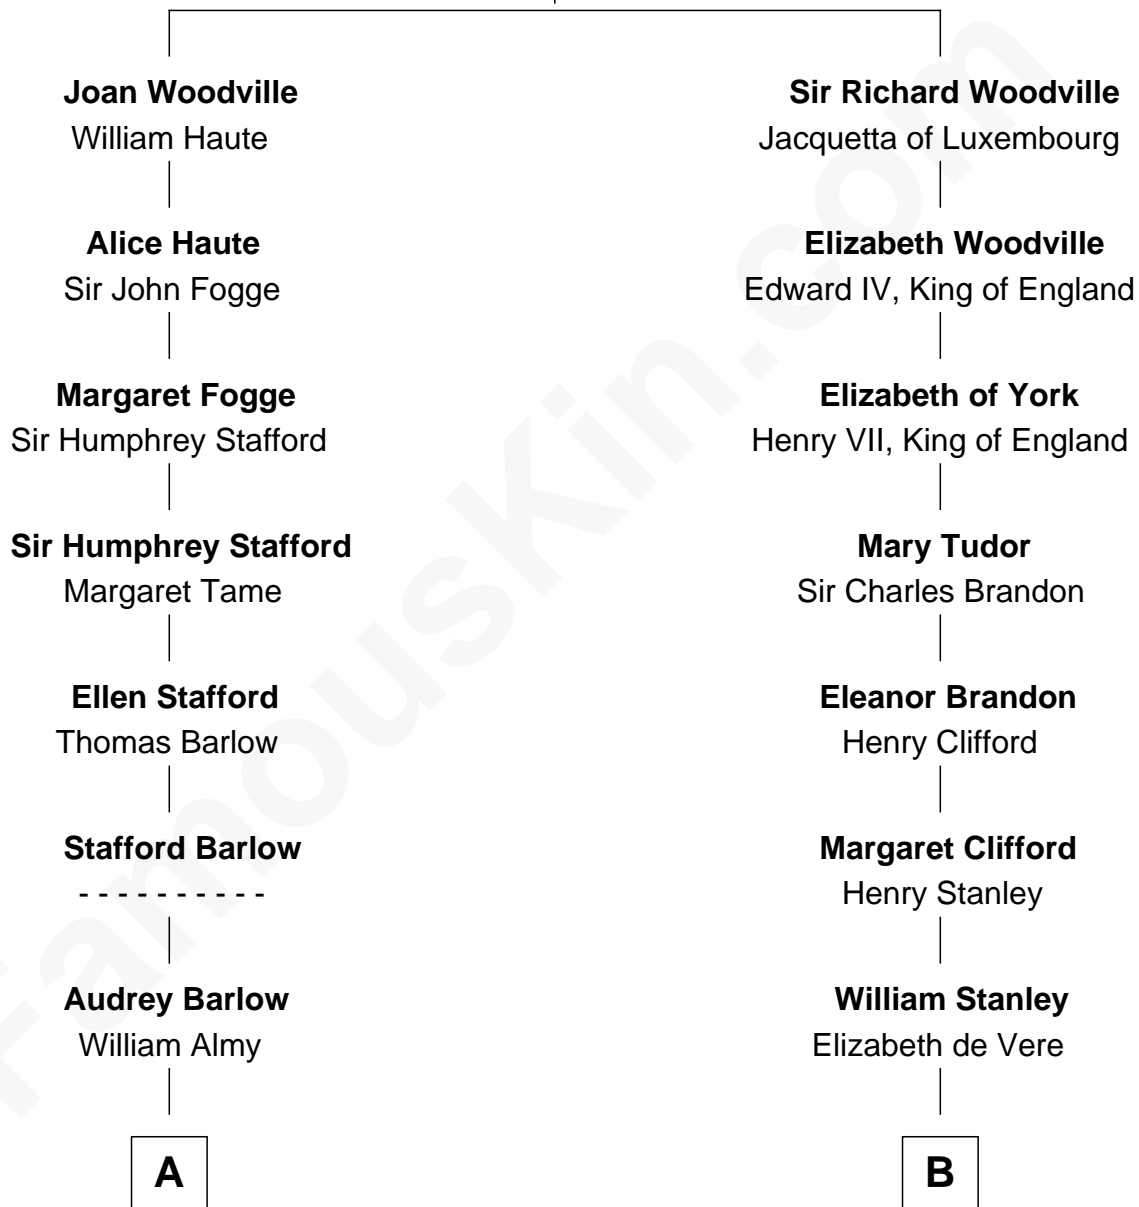 Joan Woodville
William Haute
Sir Richard Woodville
Jacquetta of Luxembourg
Alice Haute
Sir John Fogge
Elizabeth Woodville
Edward IV, King of England
Margaret Fogge
Sir Humphrey Stafford
Elizabeth of York
Henry VII, King of England
Sir Humphrey Stafford
Margaret Tame
Mary Tudor
Sir Charles Brandon
Ellen Stafford
Thomas Barlow
Eleanor Brandon
Henry Clifford
Stafford Barlow
- - - - - - - - - -
Margaret Clifford
Henry Stanley
Audrey Barlow
William Almy
William Stanley
Elizabeth de Vere
A
B
FamousKin.com